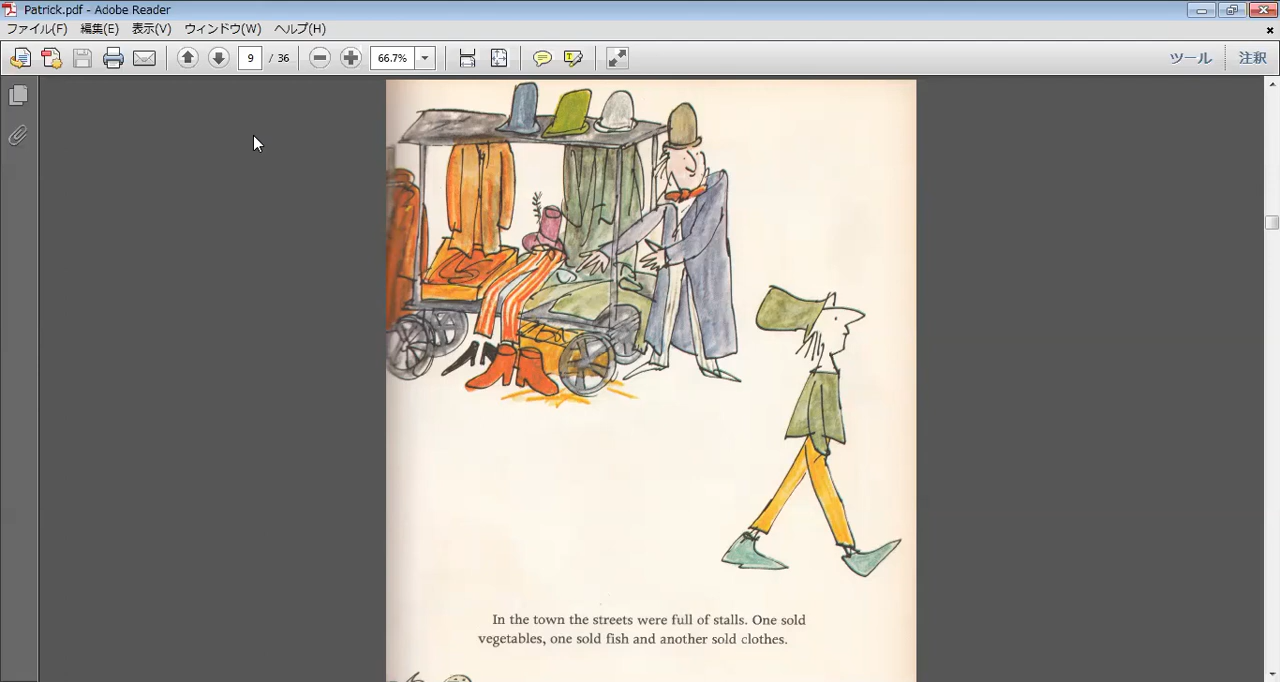 Patrick.pdf - Adobe Reader
ファイル(F) 編集(E) 表示(V) ウィンドウ(W) ヘルプ(H)
9 / 36 66.7% ツール 注釈
In the town the streets were full of stalls. One sold
vegetables, one sold fish and another sold clothes.